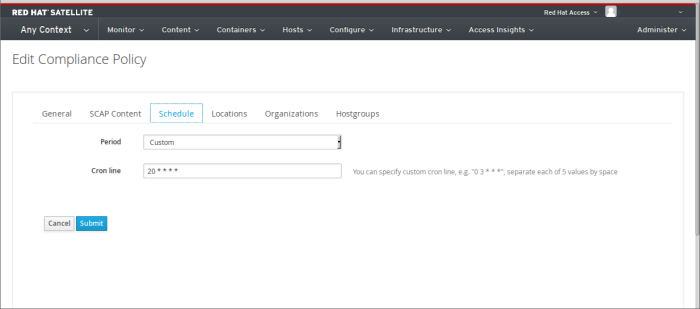 RED HAT SATELLITE Red Hat Access
Any Context Monitor Content Containers Hosts Configure Infrastructure Access Insights Administer
Edit Compliance Policy
General SCAP Content Schedule Locations Organizations Hostgroups
Period Custom
Cron line 20 * * * * You can specify custom cron line, e.g. "0 3 * * *", separate each of 5 values by space
Cancel Submit